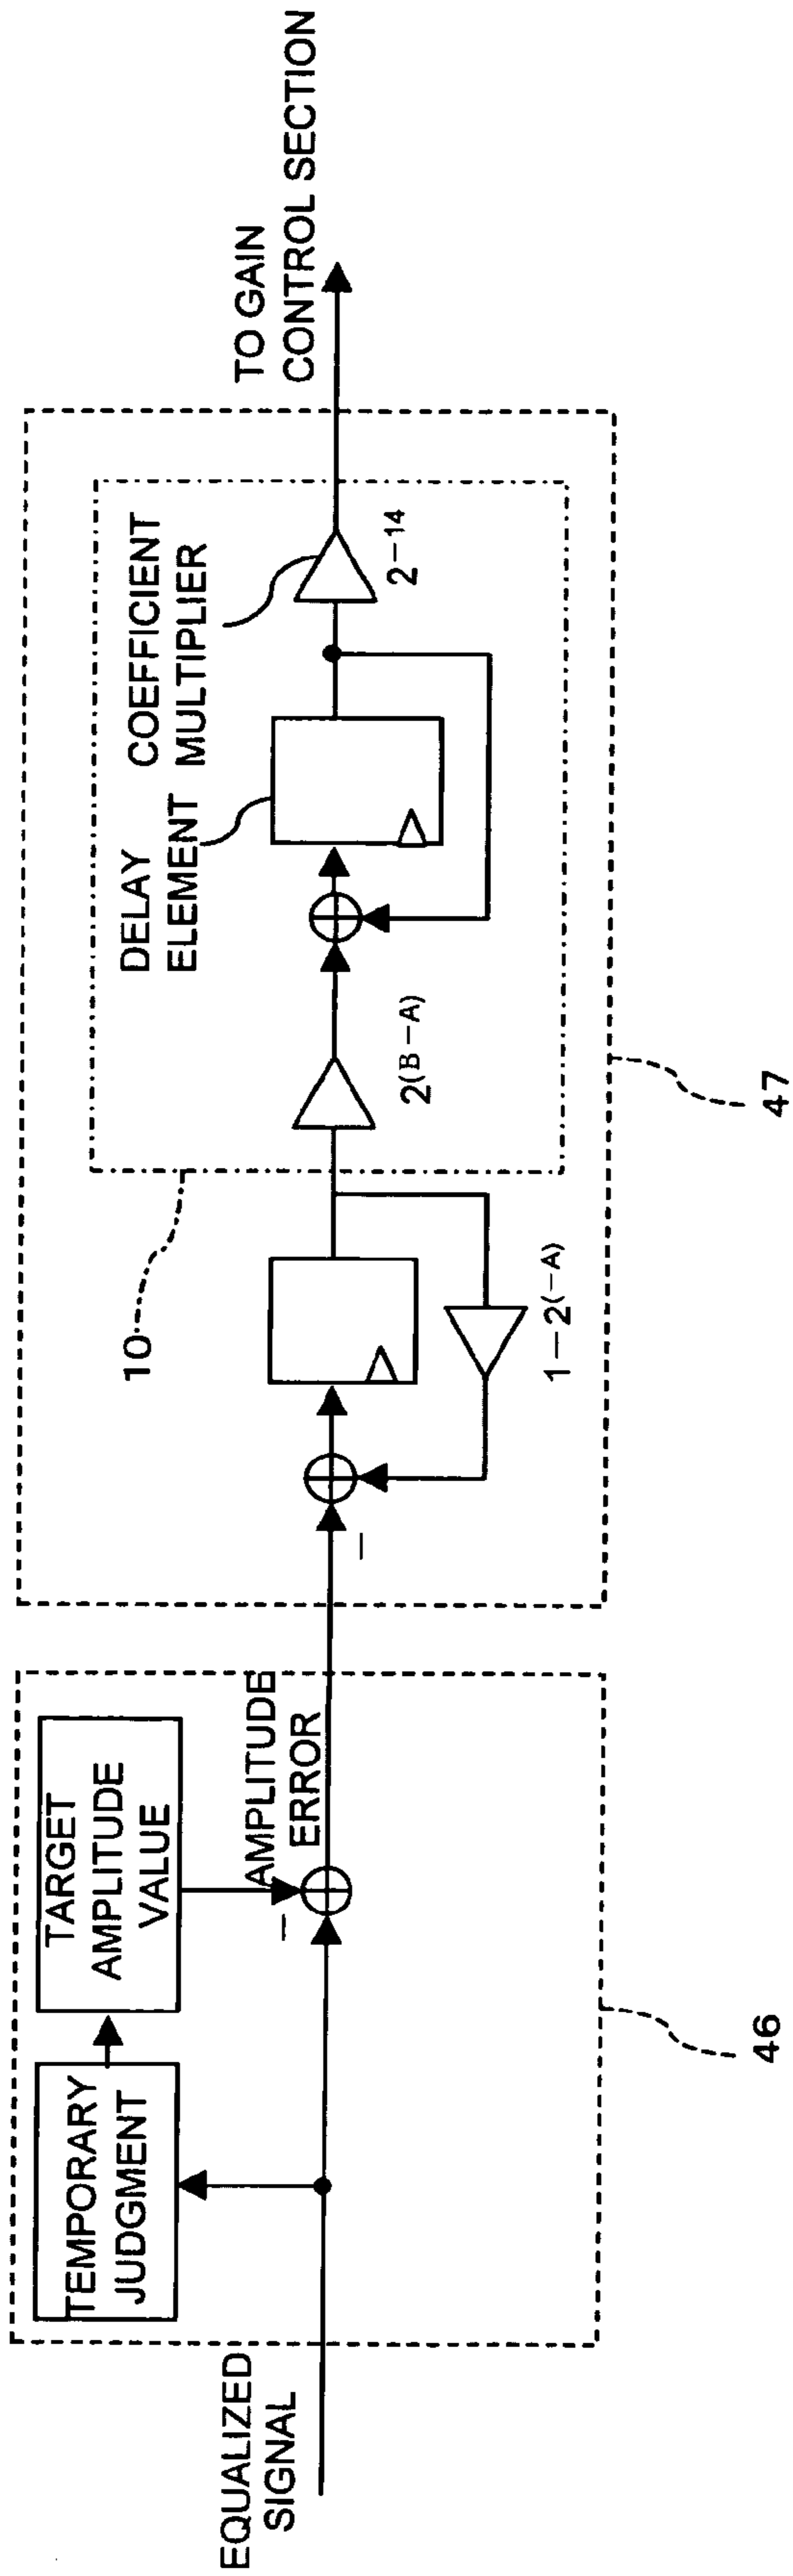 EQUALIZED
SIGNAL
TEMPORARY
JUDGMENT
TARGET
AMPLITUDE
VALUE
−
AMPLITUDE
ERROR
46
−
1−2(−A)
10
2(B−A)
DELAY
ELEMENT
COEFFICIENT
MULTIPLIER
2−14
47
TO GAIN
CONTROL SECTION